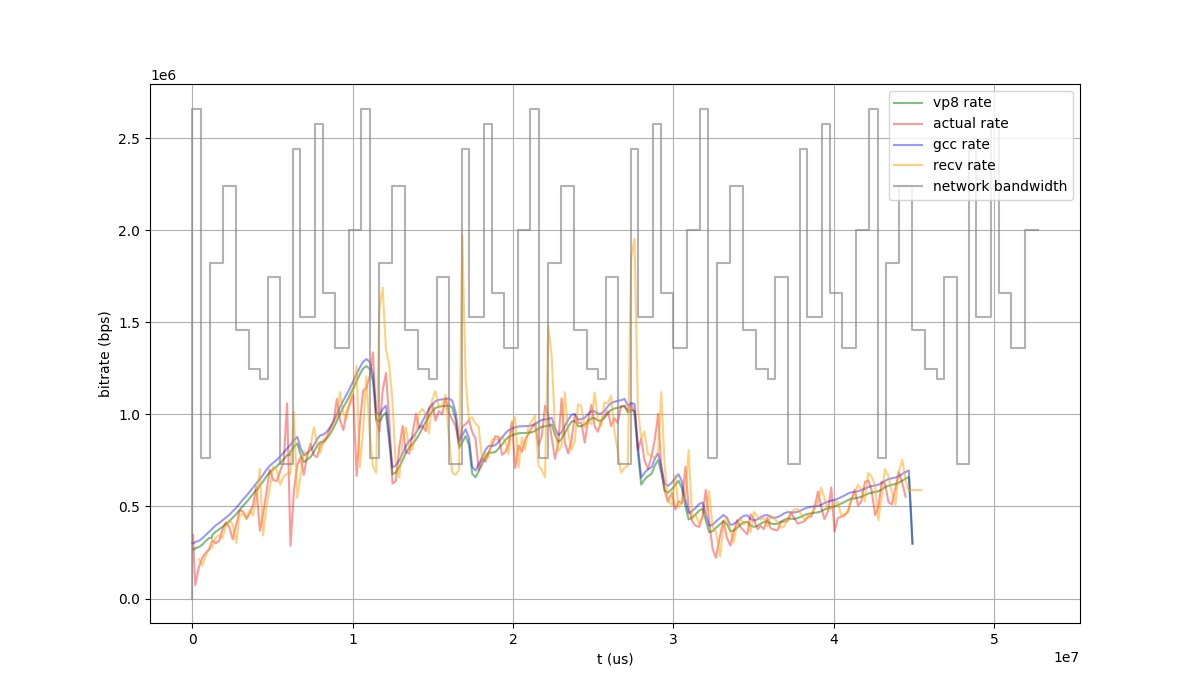 1e6
vp8 rate
actual rate
gcc rate
recv rate
network bandwidth
2.5
2.0
1.5
1.0
0.5
0.0
bitrate (bps)
0 1 2 3 4 5
t (us)
1e7